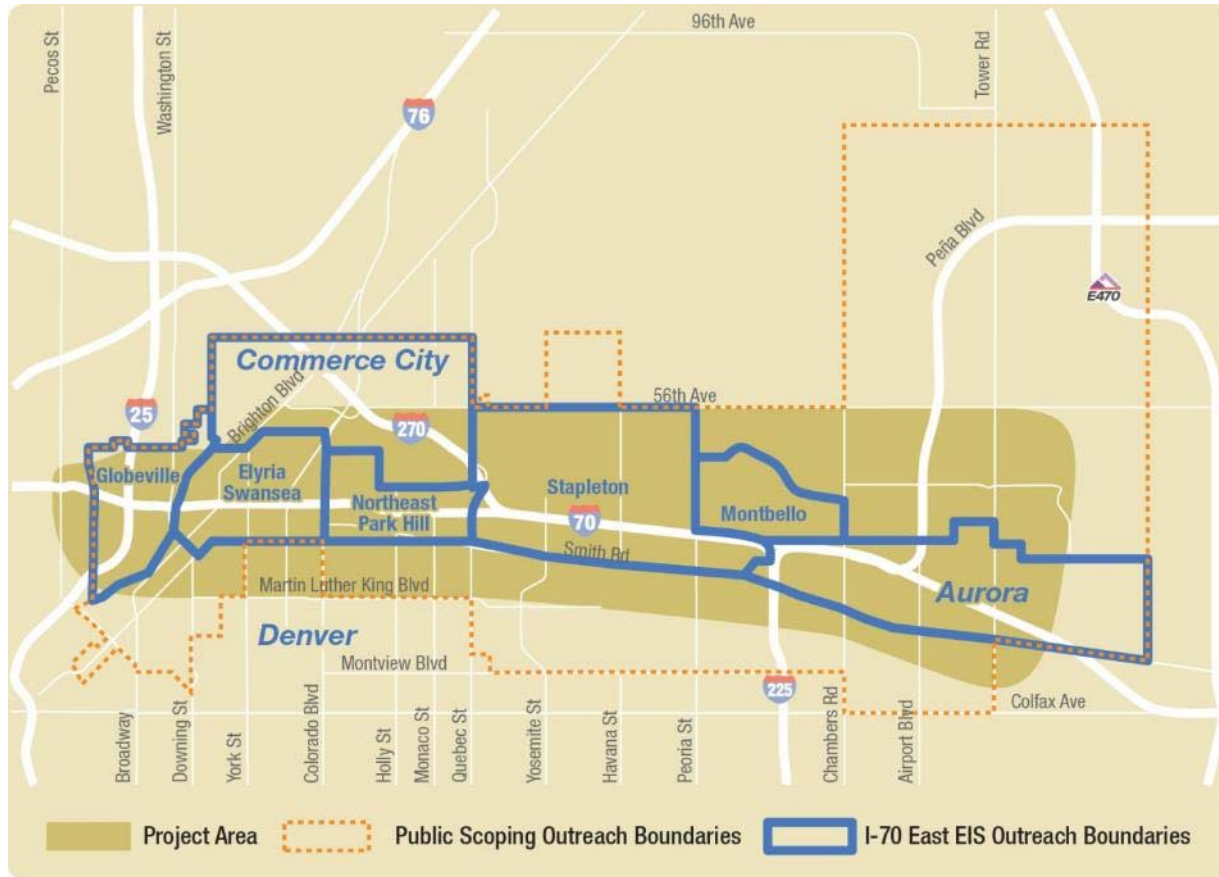 96th Ave
Pecos St
Washington St
Tower Rd
76
Peña Blvd
E470
Commerce City
Brighton Blvd
56th Ave
25
270
Globeville
Elyria
Swansea
Northeast
Park Hill
Stapleton
70
Montbello
Smith Rd
Martin Luther King Blvd
Aurora
Denver
Montview Blvd
225
Colfax Ave
Broadway
Downing St
York St
Colorado Blvd
Holly St
Monaco St
Quebec St
Yosemite St
Havana St
Peoria St
Chambers Rd
Airport Blvd
Project Area
Public Scoping Outreach Boundaries
I-70 East EIS Outreach Boundaries